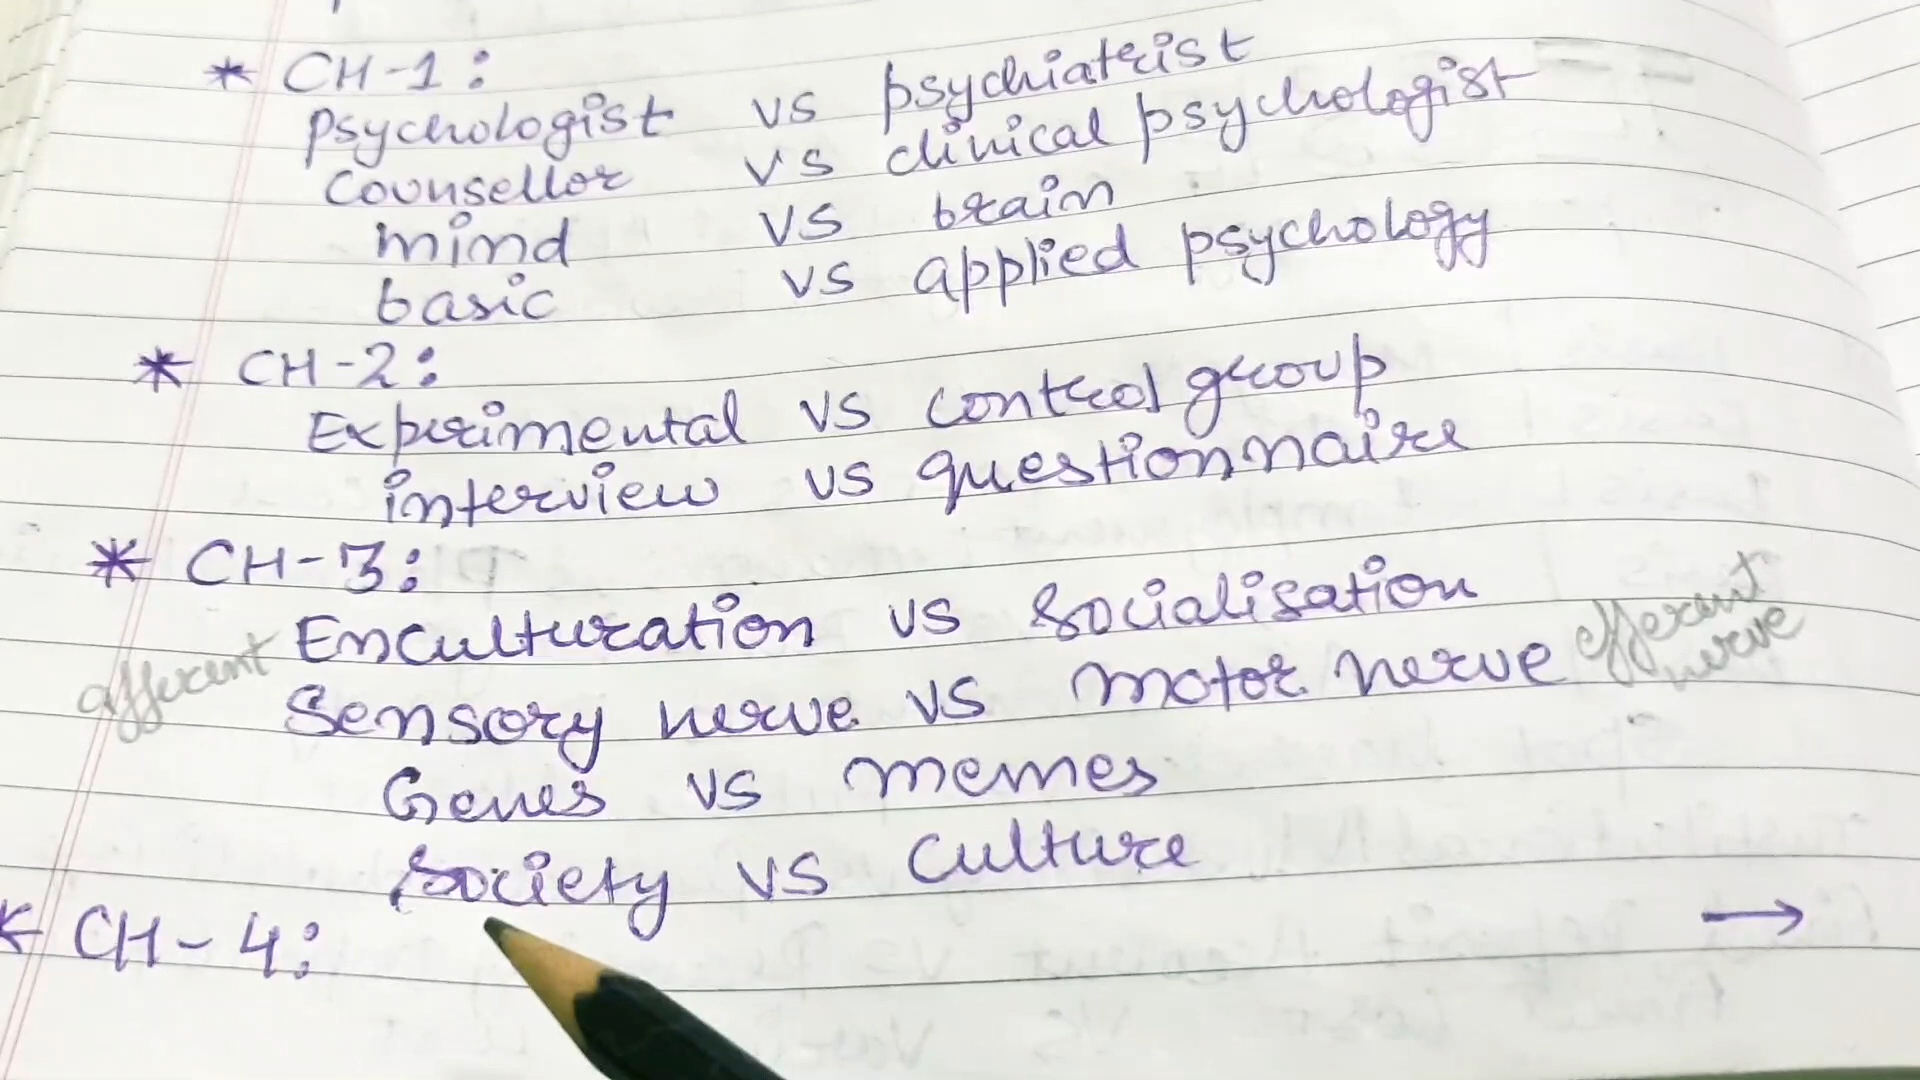 * CH-1:
Psychologist vs psychiatrist
Counsellor vs clinical psychologist
mind vs brain
basic vs applied psychology
* CH-2:
Experimental vs control group
interview vs questionnaire
* CH-3:
Enculturation vs Socialisation
afferent Sensory nerve vs motor nerve efferent nerve
Genes vs memes
Society vs Culture
* CH-4: →